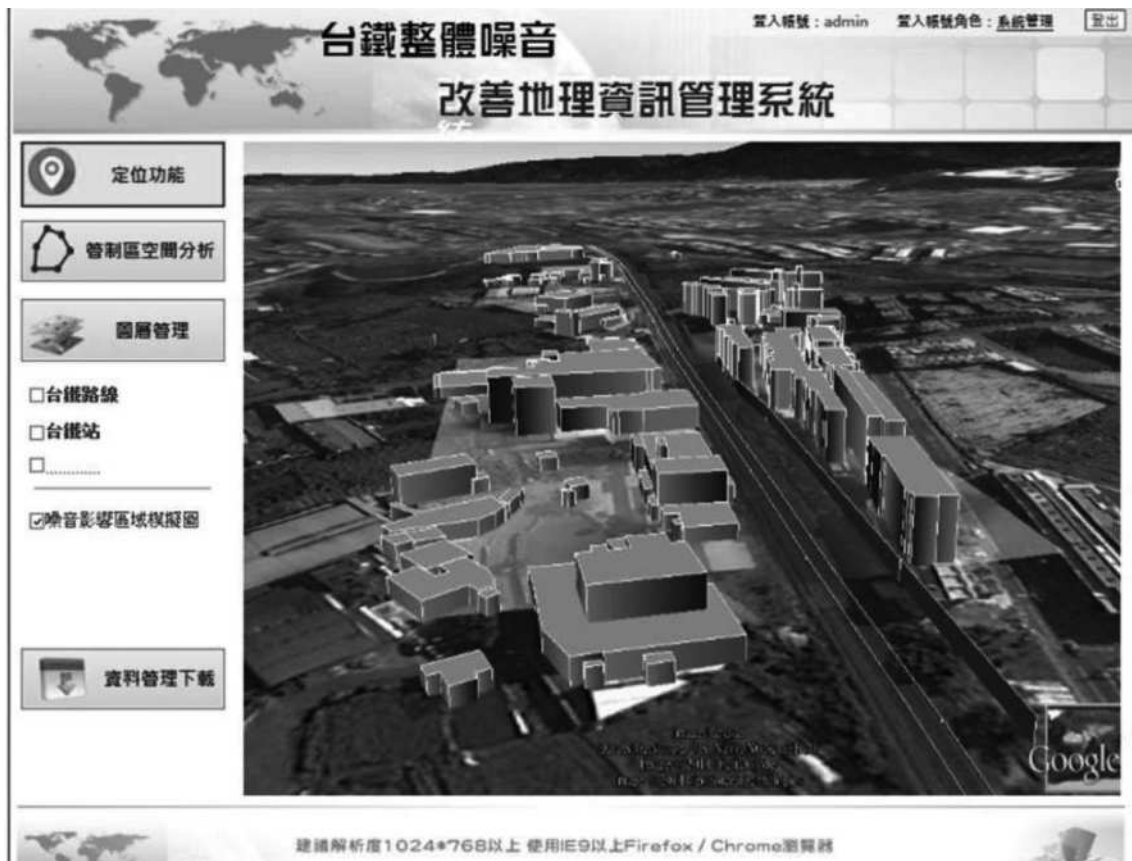 登入帳號：admin 登入帳號角色：系統管理 登出
台鐵整體噪音
改善地理資訊管理系統
統
定位功能
管制區空間分析
圖層管理
台鐵路線
台鐵站
............
噪音影響區域模擬圖
資料管理下載
Google
建議解析度1024*768以上 使用IE9以上Firefox / Chrome瀏覽器